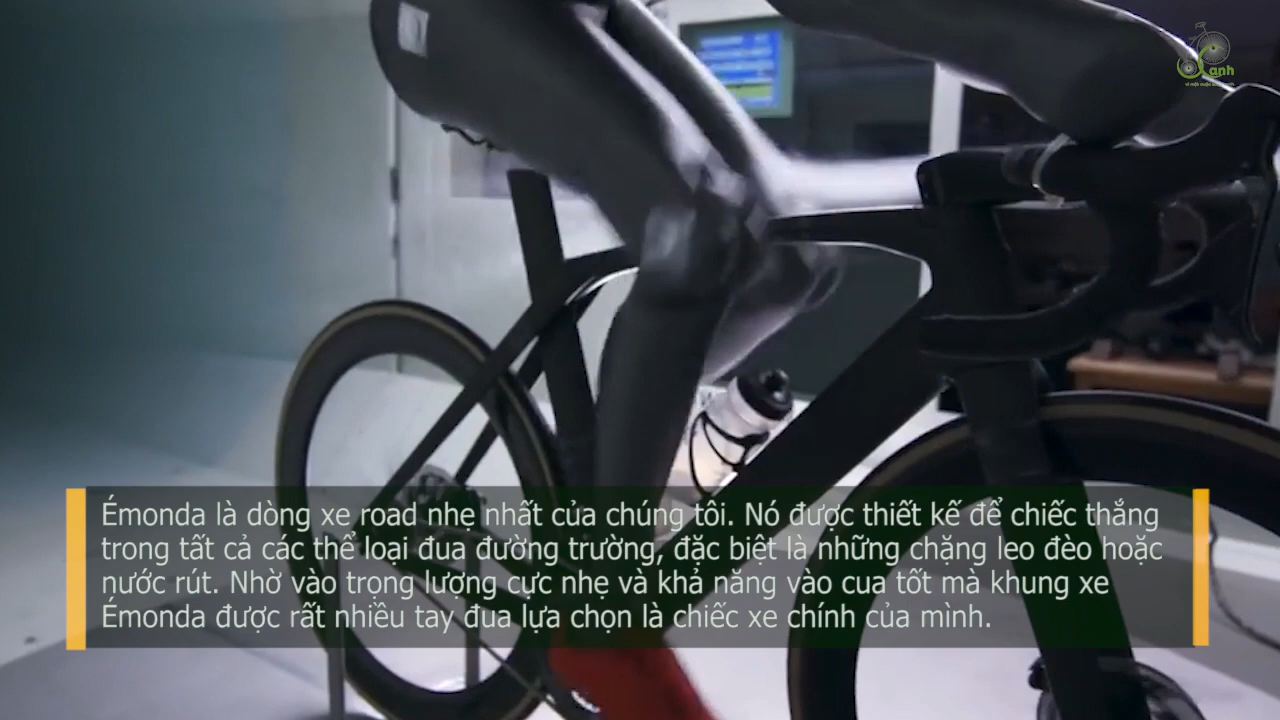 anh
Émonda là dòng xe road nhẹ nhất của chúng tôi. Nó được thiết kế để chiếc thắng
trong tất cả các thể loại đua đường trường, đặc biệt là những chặng leo đèo hoặc
nước rút. Nhờ vào trọng lượng cực nhẹ và khả năng vào cua tốt mà khung xe
Émonda được rất nhiều tay đua lựa chọn là chiếc xe chính của mình.